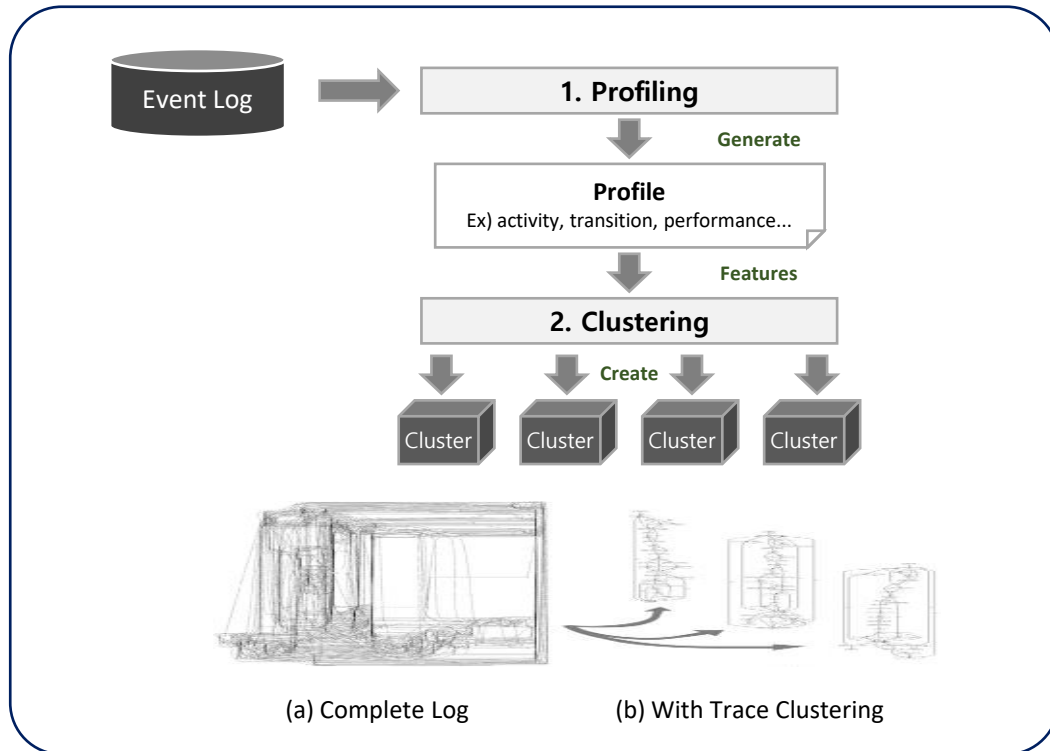 Event Log
1. Profiling
Generate
Profile
Ex) activity, transition, performance...
Features
2. Clustering
Create
Cluster
Cluster
Cluster
Cluster
(a) Complete Log
(b) With Trace Clustering